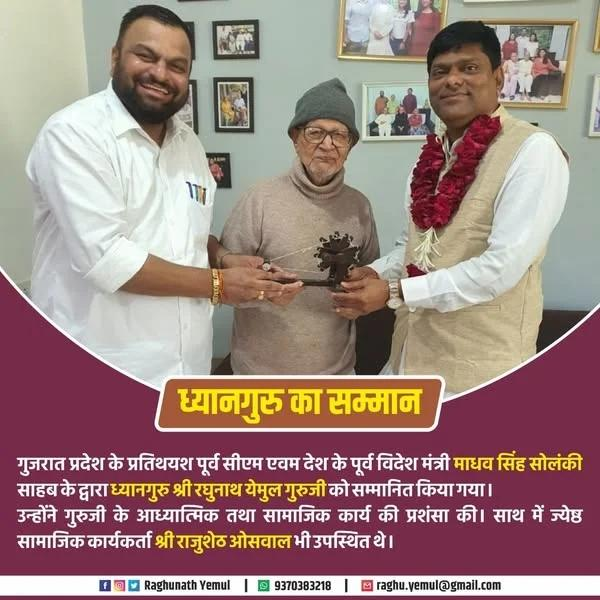 ध्यानगुरु का सम्मान
गुजरात प्रदेश के प्रतिथयश पूर्व सीएम एवम देश के पूर्व विदेश मंत्री माधव सिंह सोलंकी
साहब के द्वारा ध्यानगुरु श्री रघुनाथ येमुल गुरुजी को सम्मानित किया गया।
उन्होंने गुरुजी के आध्यात्मिक तथा सामाजिक कार्य की प्रशंसा की। साथ में ज्येष्ठ
सामाजिक कार्यकर्ता श्री राजुशेठ ओसवाल भी उपस्थित थे।
Raghunath Yemul | 9370383218 | raghu.yemul@gmail.com